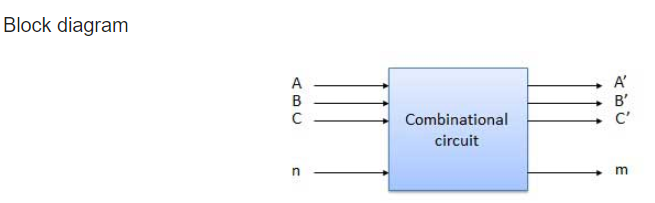 Block diagram
A
B
C
n
Combinational
circuit
A'
B'
C'
m